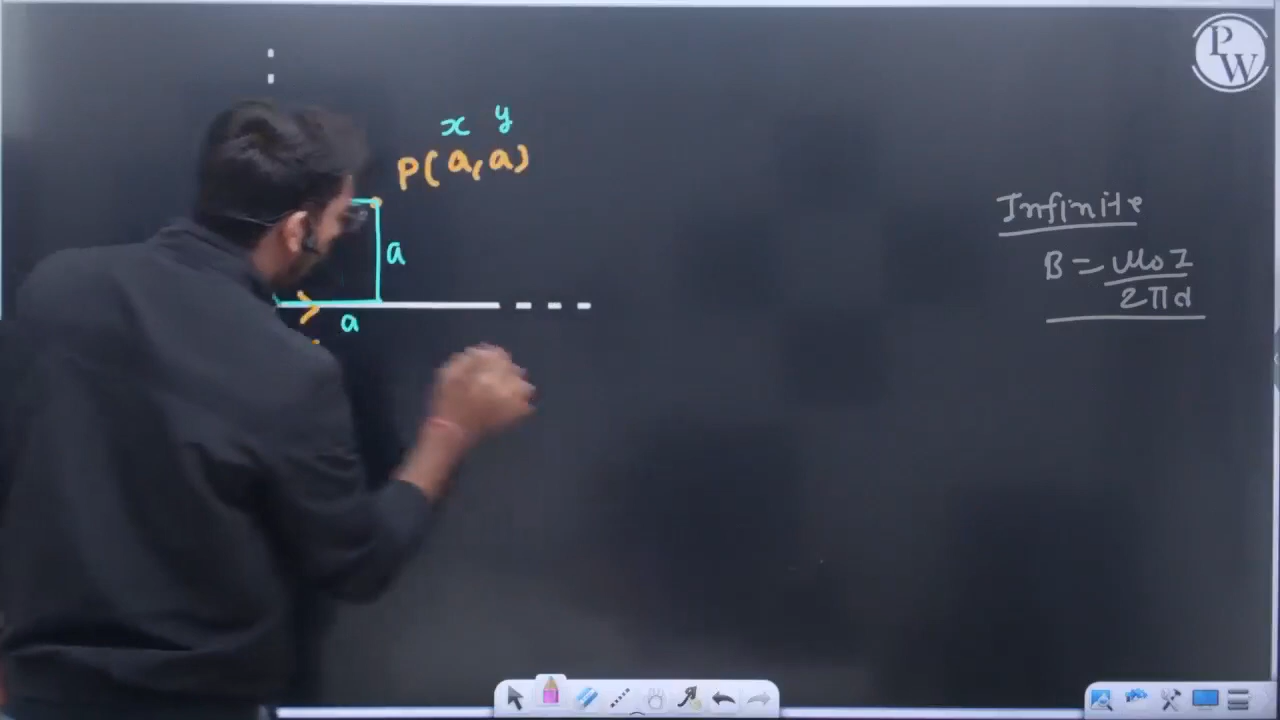 PW
x y
P(a,a)
a
a
Infinite
B = μ₀I
2πd